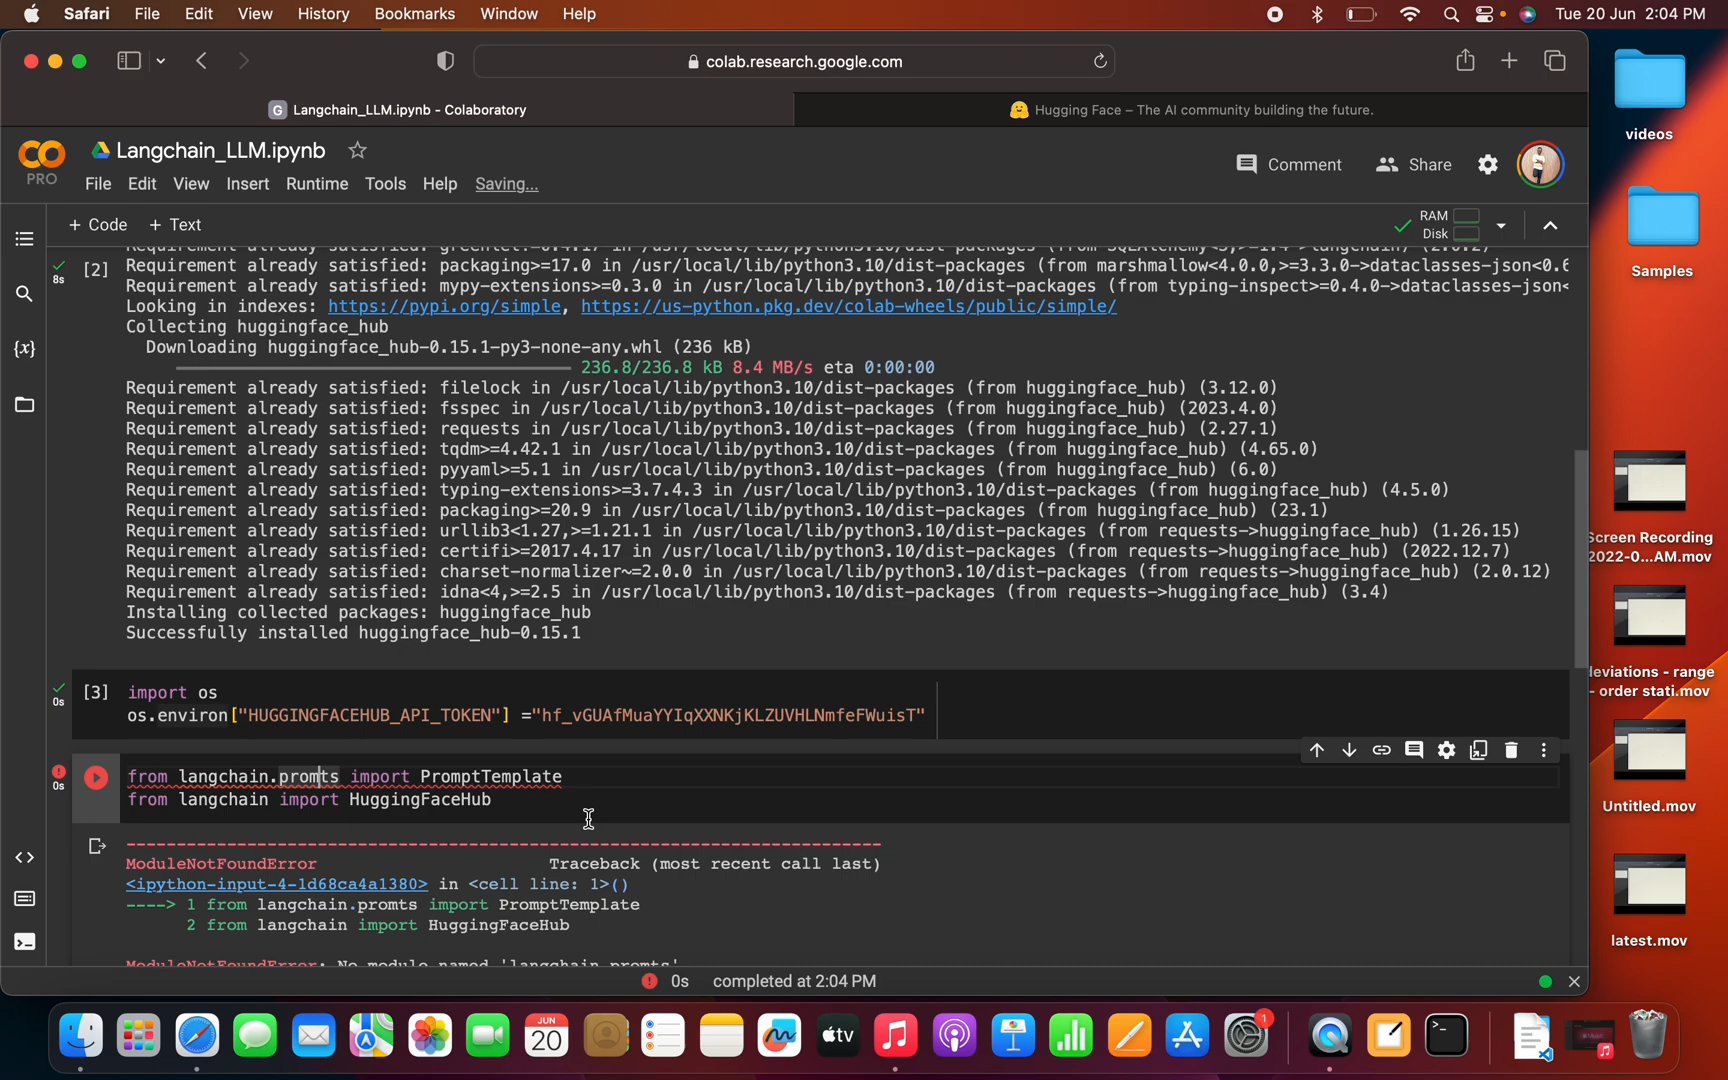 Safari File Edit View History Bookmarks Window Help Tue 20 Jun 2:04 PM
colab.research.google.com
G Langchain_LLM.ipynb - Colaboratory
Hugging Face – The AI community building the future.
videos
PRO
Langchain_LLM.ipynb
Comment Share
File Edit View Insert Runtime Tools Help Saving...
+ Code + Text
RAM
Disk
Samples
8s
[2]
Requirement already satisfied: packaging>=17.0 in /usr/local/lib/python3.10/dist-packages (from marshmallow<4.0.0,>=3.3.0->dataclasses-json<0.6
Requirement already satisfied: mypy-extensions>=0.3.0 in /usr/local/lib/python3.10/dist-packages (from typing-inspect>=0.4.0->dataclasses-json<
Looking in indexes: https://pypi.org/simple, https://us-python.pkg.dev/colab-wheels/public/simple/
Collecting huggingface_hub
Downloading huggingface_hub-0.15.1-py3-none-any.whl (236 kB)
236.8/236.8 kB 8.4 MB/s eta 0:00:00
Requirement already satisfied: filelock in /usr/local/lib/python3.10/dist-packages (from huggingface_hub) (3.12.0)
Requirement already satisfied: fsspec in /usr/local/lib/python3.10/dist-packages (from huggingface_hub) (2023.4.0)
Requirement already satisfied: requests in /usr/local/lib/python3.10/dist-packages (from huggingface_hub) (2.27.1)
Requirement already satisfied: tqdm>=4.42.1 in /usr/local/lib/python3.10/dist-packages (from huggingface_hub) (4.65.0)
Requirement already satisfied: pyyaml>=5.1 in /usr/local/lib/python3.10/dist-packages (from huggingface_hub) (6.0)
Requirement already satisfied: typing-extensions>=3.7.4.3 in /usr/local/lib/python3.10/dist-packages (from huggingface_hub) (4.5.0)
Requirement already satisfied: packaging>=20.9 in /usr/local/lib/python3.10/dist-packages (from huggingface_hub) (23.1)
Requirement already satisfied: urllib3<1.27,>=1.21.1 in /usr/local/lib/python3.10/dist-packages (from requests->huggingface_hub) (1.26.15)
Requirement already satisfied: certifi>=2017.4.17 in /usr/local/lib/python3.10/dist-packages (from requests->huggingface_hub) (2022.12.7)
Requirement already satisfied: charset-normalizer~=2.0.0 in /usr/local/lib/python3.10/dist-packages (from requests->huggingface_hub) (2.0.12)
Requirement already satisfied: idna<4,>=2.5 in /usr/local/lib/python3.10/dist-packages (from requests->huggingface_hub) (3.4)
Installing collected packages: huggingface_hub
Successfully installed huggingface_hub-0.15.1
Screen Recording
2022-0...AM.mov
deviations - range
- order stati.mov
0s
[3] import os
os.environ["HUGGINGFACEHUB_API_TOKEN"] ="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"
0s
from langchain.promts import PromptTemplate
from langchain import HuggingFaceHub
Untitled.mov
ModuleNotFoundError Traceback (most recent call last)
<ipython-input-4-1d68ca4a1380> in <cell line: 1>()
----> 1 from langchain.promts import PromptTemplate
2 from langchain import HuggingFaceHub
latest.mov
ModuleNotFoundError: No module named 'langchain.promts'
0s completed at 2:04 PM
JUN
20
tv
1